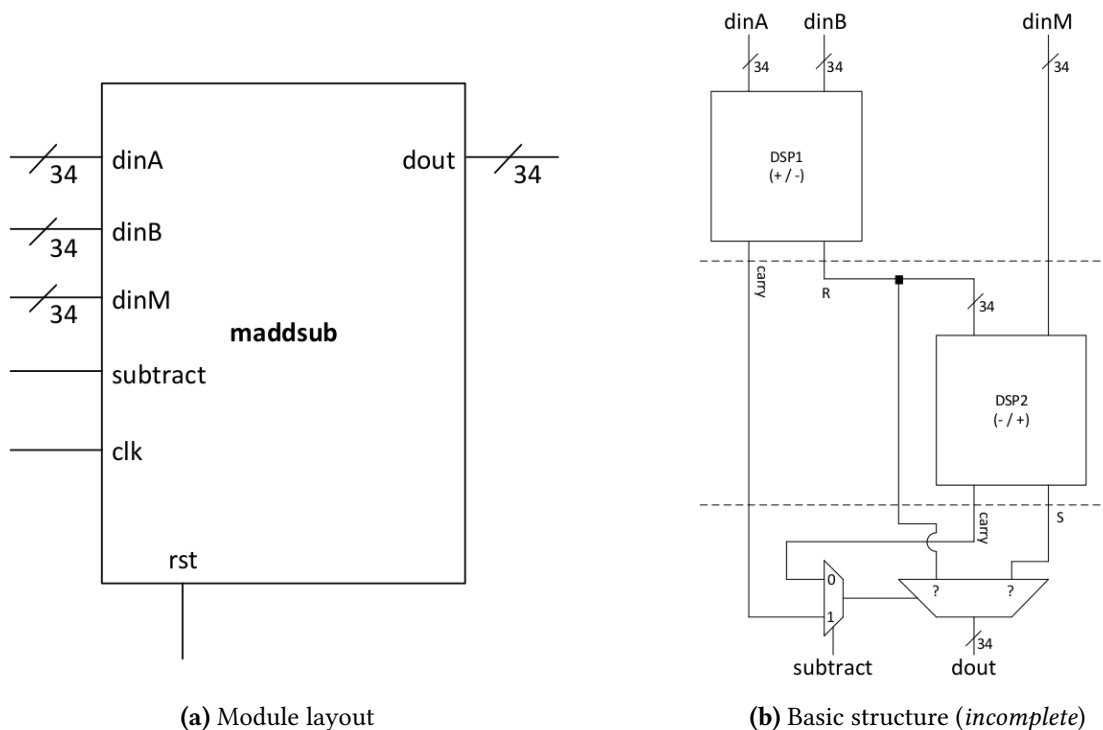 dinA
34
dinB
34
dinM
34
subtract
clk
rst
maddsub
dout
34
(a) Module layout
dinA dinB dinM
34 34 34
DSP1
(+ / -)
carry R
34
DSP2
(- / +)
carry S
0 ? ?
1
34
subtract dout
(b) Basic structure (incomplete)